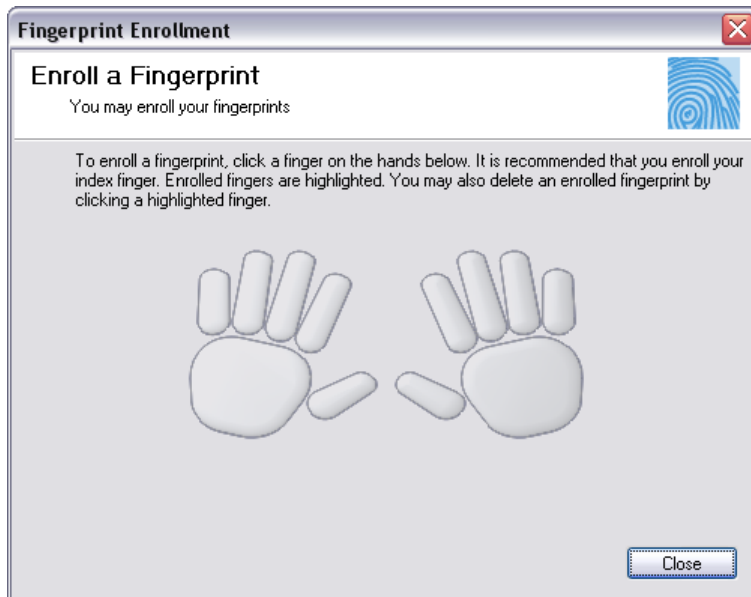 Fingerprint Enrollment
Enroll a Fingerprint
You may enroll your fingerprints
To enroll a fingerprint, click a finger on the hands below. It is recommended that you enroll your
index finger. Enrolled fingers are highlighted. You may also delete an enrolled fingerprint by
clicking a highlighted finger.
Close